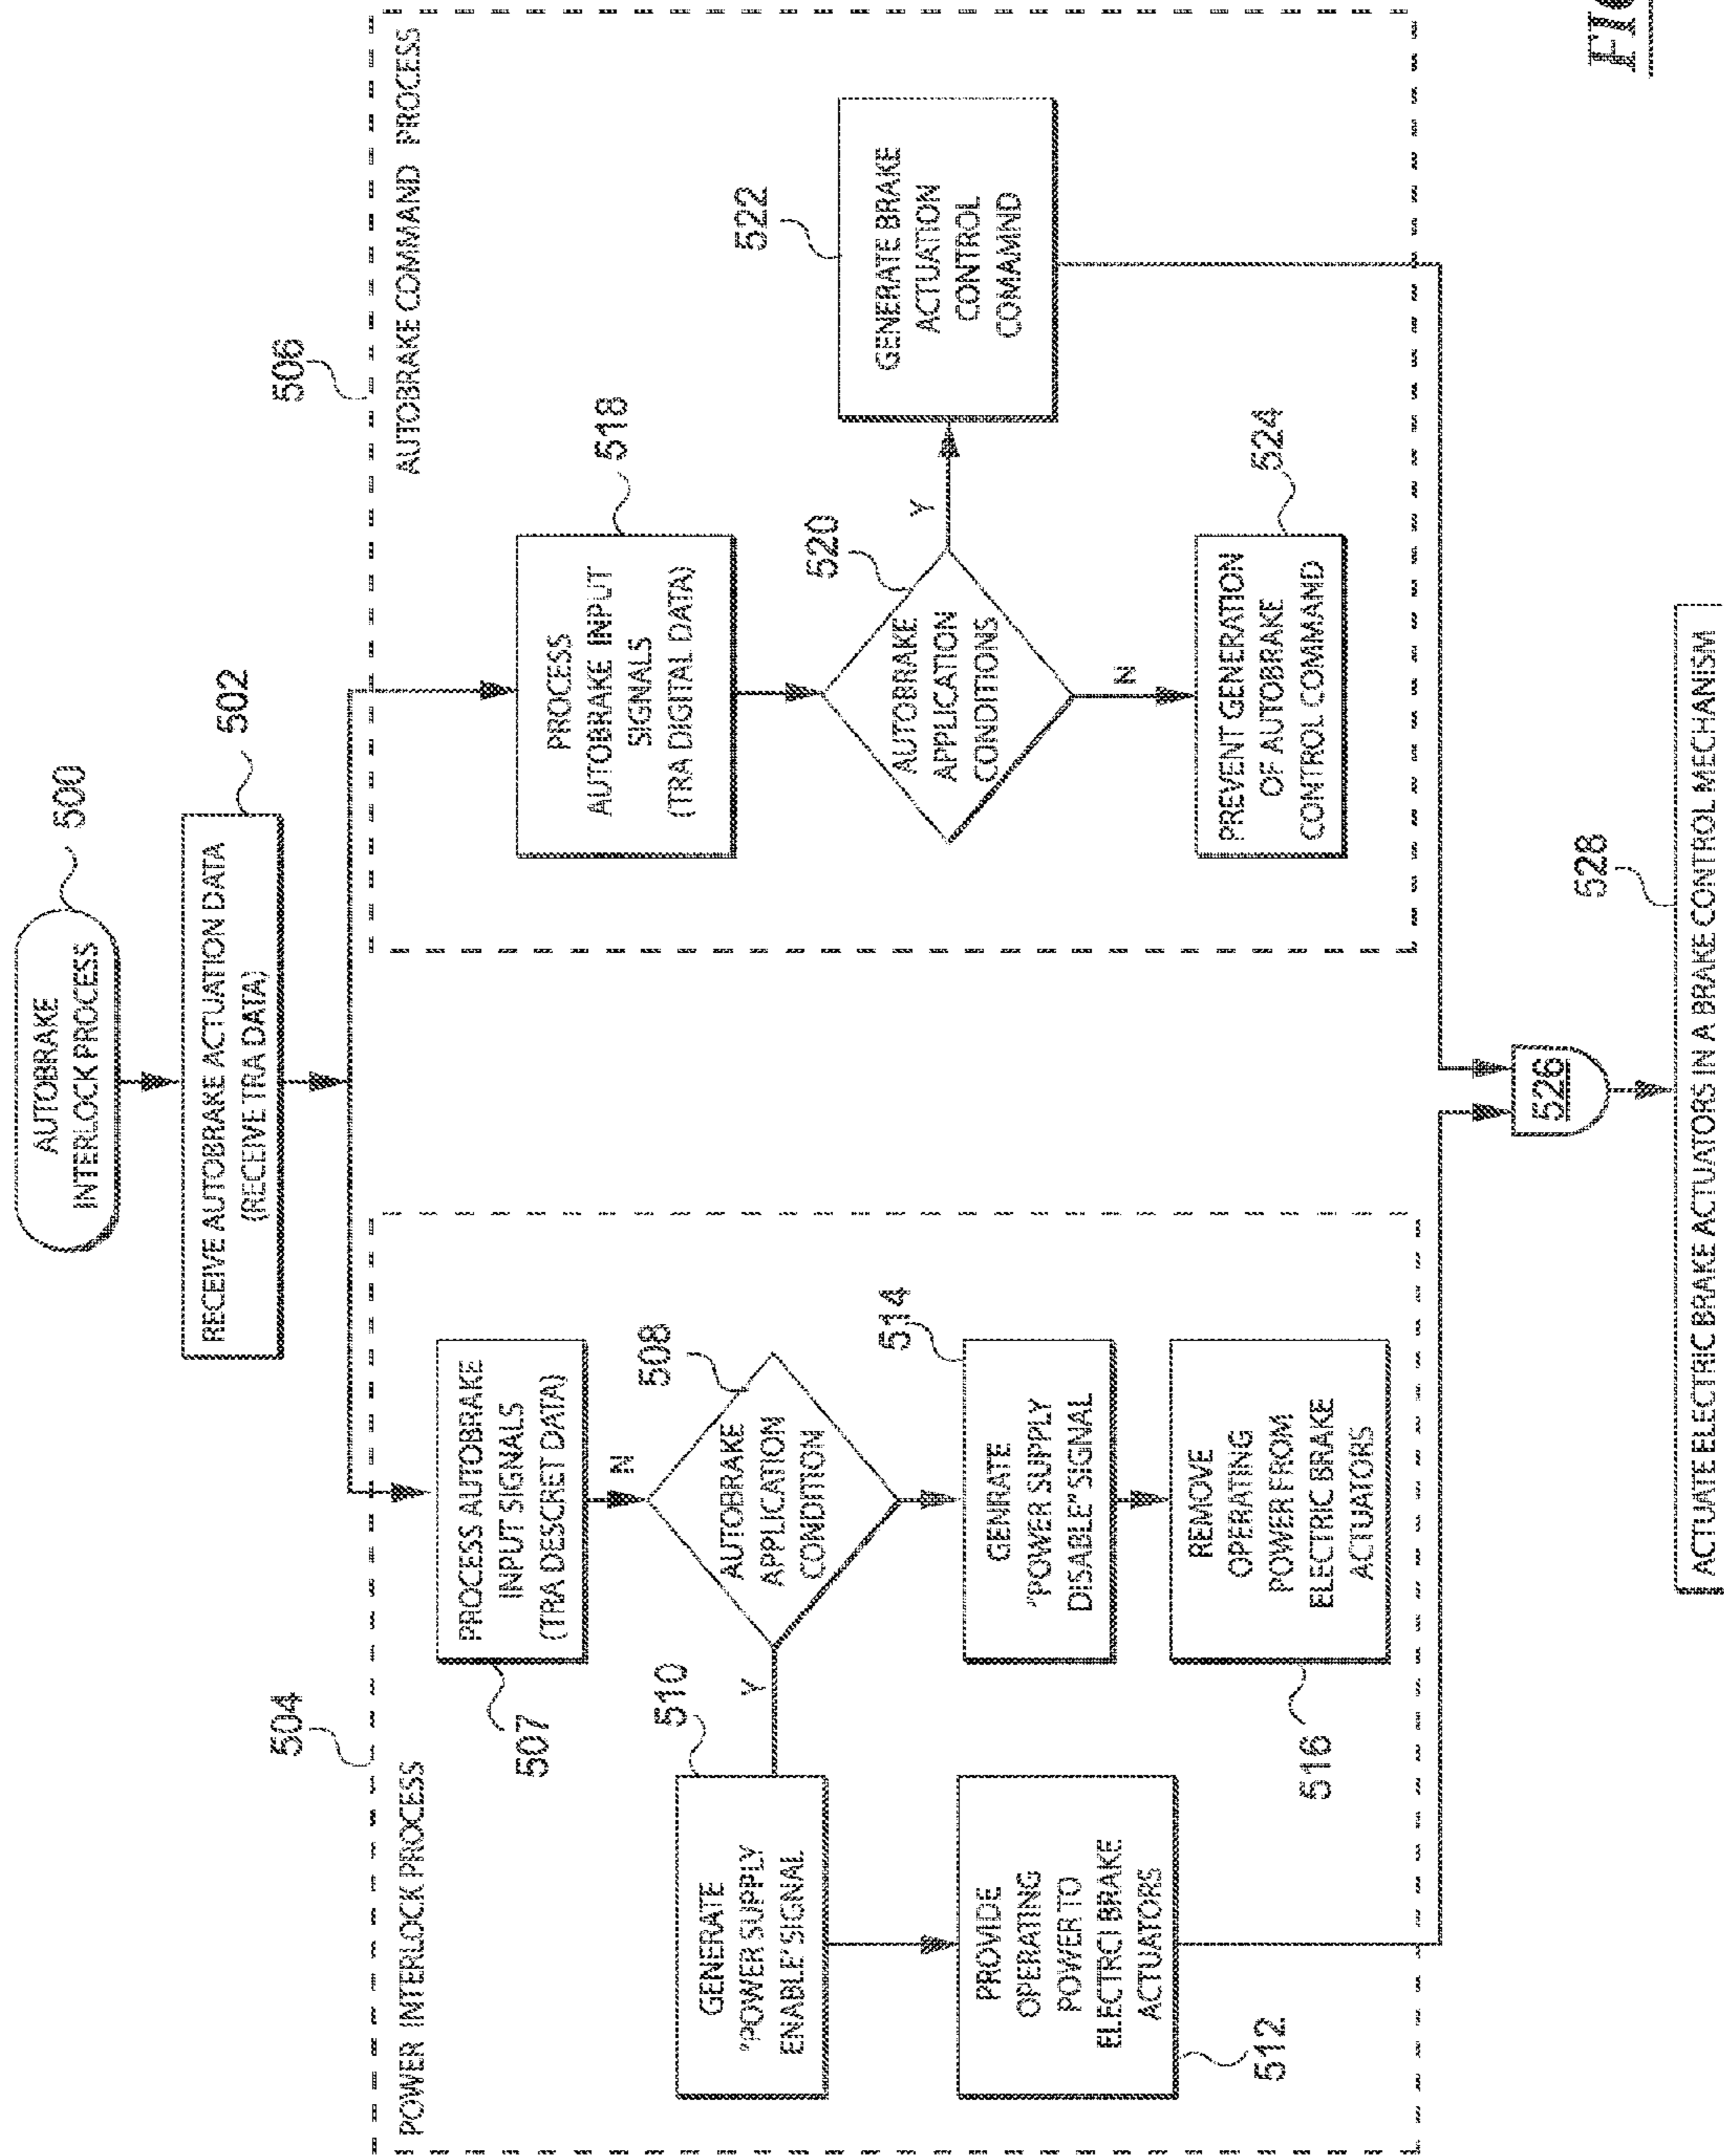 AUTOBRAKE
INTERLOCK PROCESS
500
RECEIVE AUTOBRAKE ACTUATION DATA
(RECEIVE TRA DATA)
502
504
POWER INTERLOCK PROCESS
PROCESS AUTOBRAKE
INPUT SIGNALS
(TRA DESCRET DATA)
507
N
AUTOBRAKE
APPLICATION
CONDITION
508
Y
510
GENERATE
"POWER SUPPLY
ENABLE' SIGNAL
PROVIDE
OPERATING
POWER TO
ELECTRCI BRAKE
ACTUATORS
512
514
GENRATE
"POWER SUPPLY
DISABLE" SIGNAL
REMOVE
OPERATING
POWER FROM
ELECTRIC BRAKE
ACTUATORS
516
506
AUTOBRAKE COMMAND PROCESS
PROCESS
AUTOBRAKE INPUT
SIGNALS
(TRA DIGITAL DATA)
518
520
AUTOBRAKE
APPLICATION
CONDITIONS
Y
522
GENERATE BRAKE
ACTUATION
CONTROL
COMAMND
N
PREVENT GENERATION
OF AUTOBRAKE
CONTROL COMMAND
524
526
528
ACTUATE ELECTRIC BRAKE ACTUATORS IN A BRAKE CONTROL MECHANISM